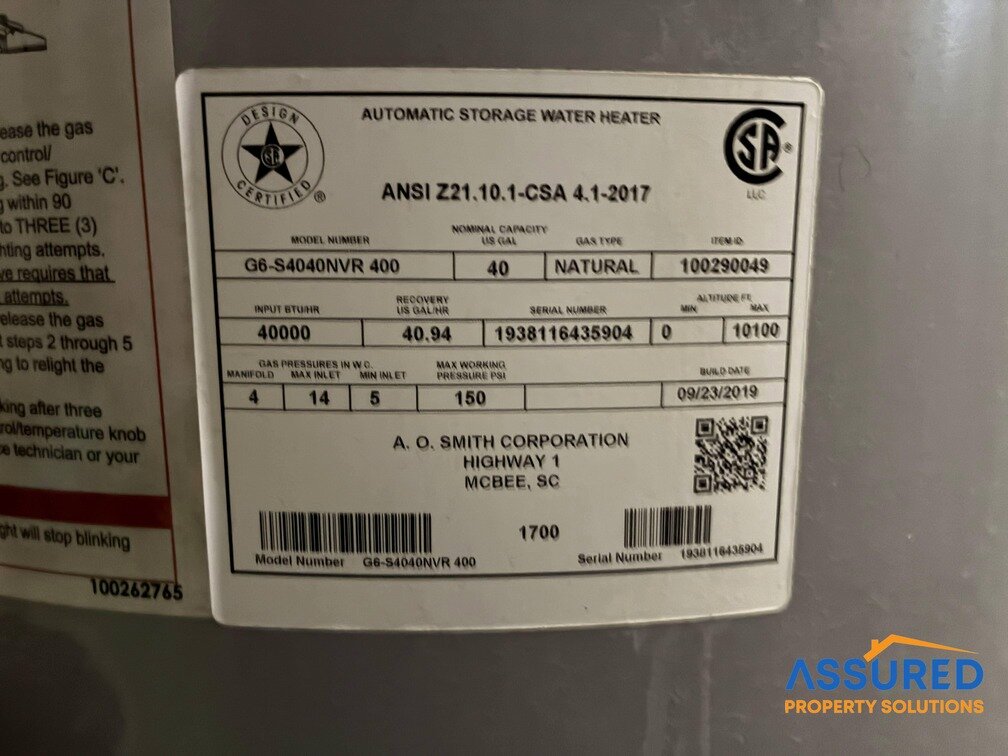 ease the gas
control/
g. See Figure 'C'.
g within 90
to THREE (3)
hting attempts.
ve requires that
attempts.
elease the gas
t steps 2 through 5
ng to relight the
king after three
rol/temperature knob
ce technician or your
ght will stop blinking
100262765
DESIGN
CERTIFIED ®
AUTOMATIC STORAGE WATER HEATER
ANSI Z21.10.1-CSA 4.1-2017
SA ®
LLC
MODEL NUMBER NOMINAL CAPACITY US GAL GAS TYPE ITEM ID
G6-S4040NVR 400 40 NATURAL 100290049
INPUT BTU/HR RECOVERY US GAL/HR SERIAL NUMBER ALTITUDE FT. MIN MAX
40000 40.94 1938116435904 0 10100
GAS PRESSURES IN W.C. MAX WORKING
MANIFOLD MAX INLET MIN INLET PRESSURE PSI BUILD DATE
4 14 5 150 09/23/2019
A. O. SMITH CORPORATION
HIGHWAY 1
MCBEE, SC
1700
Model Number G6-S4040NVR 400 Serial Number 1938116435904
ASSURED
PROPERTY SOLUTIONS